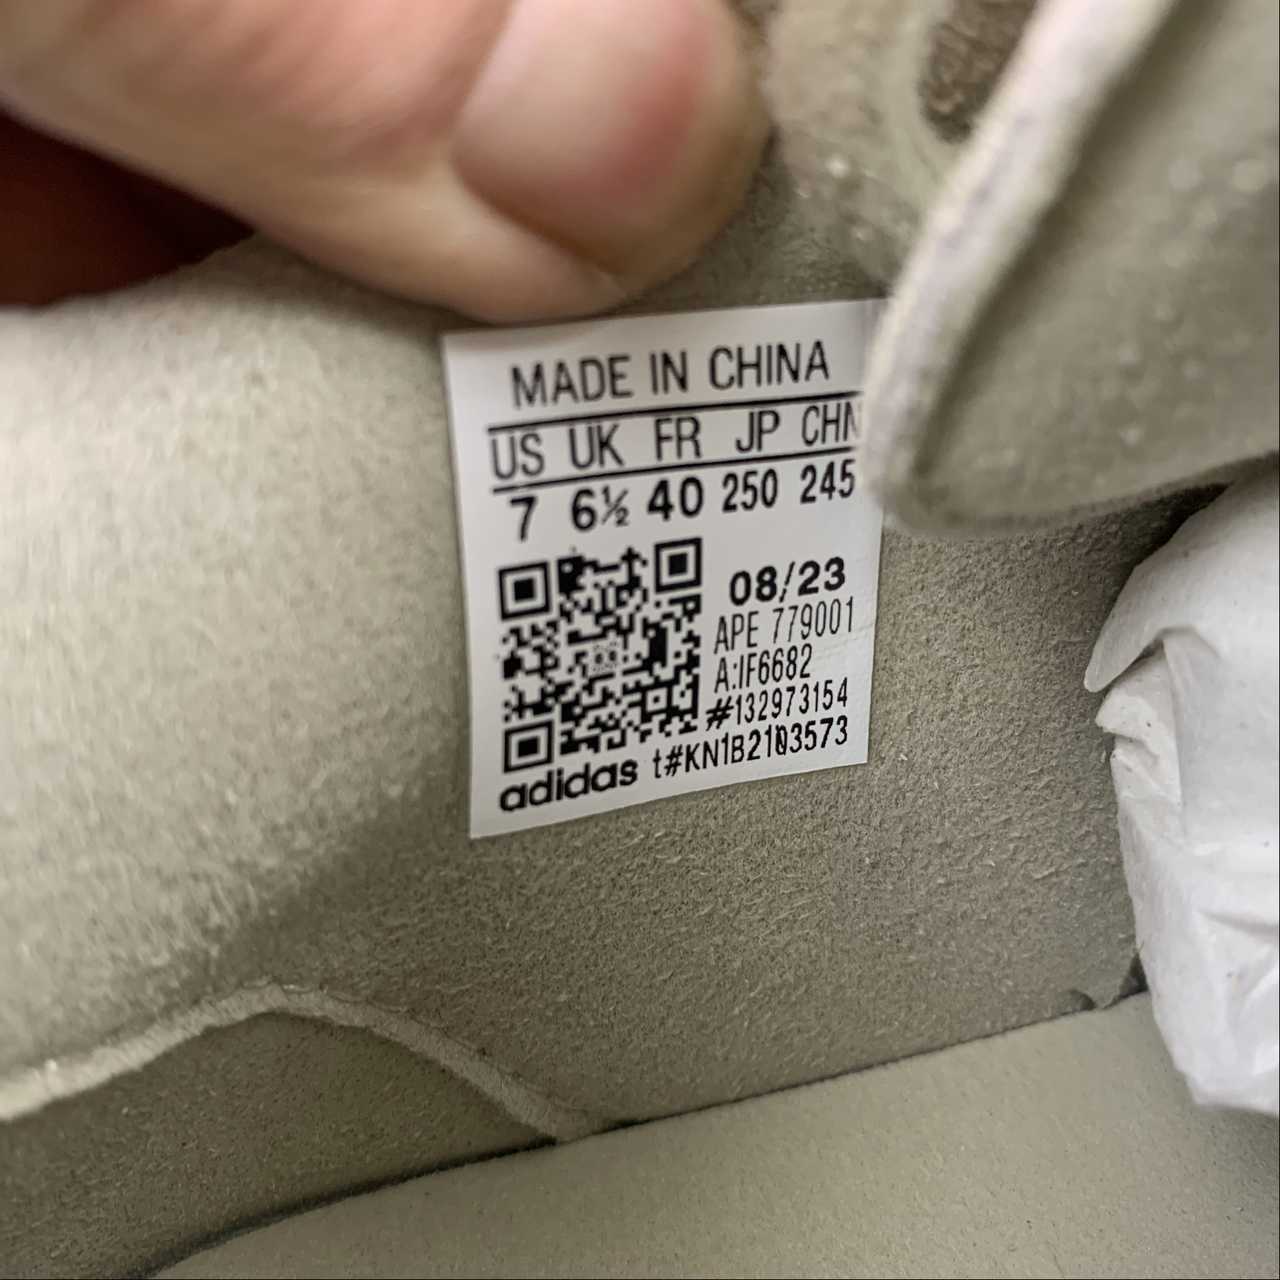 MADE IN CHINA
US UK FR JP CHN
7 6½ 40 250 245
08/23
APE 779001
A:IF6682
#132973154
adidas t#KN1B2103573